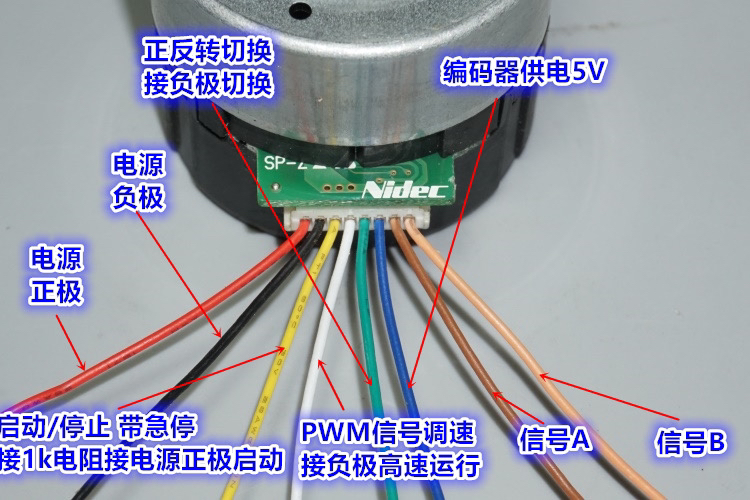 正反转切换
接负极切换
编码器供电5V
SP-
Nidec
电源
负极
电源
正极
启动/停止 带急停
接1k电阻接电源正极启动
PWM信号调速
接负极高速运行
信号A
信号B